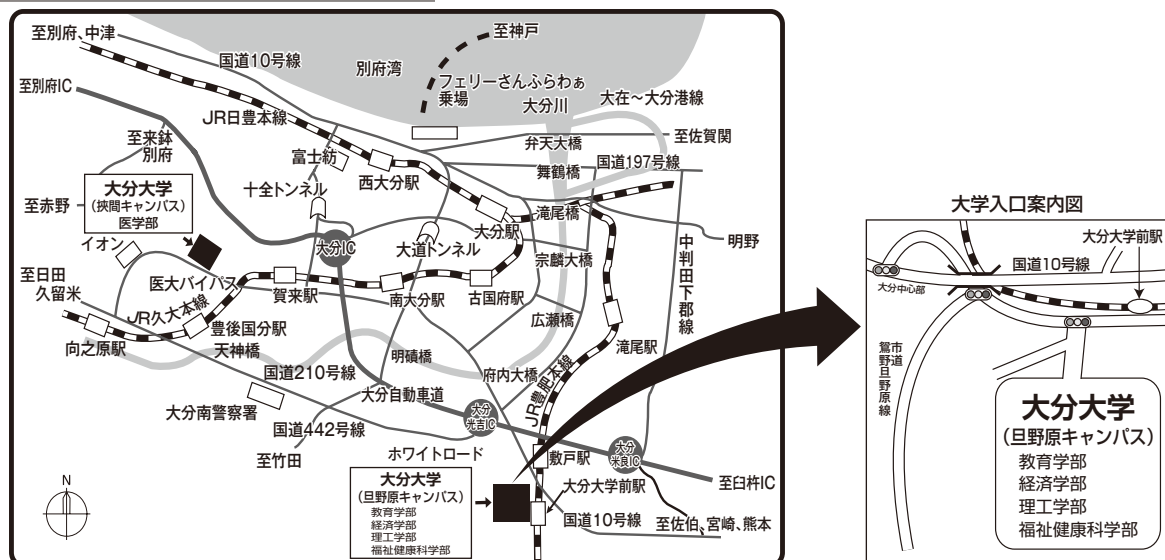 至別府、中津
国道10号線
別府湾
至神戸
フェリーさんふらわぁ
乗場
大分川
大在～大分港線
至別府IC
JR日豊本線
至来鉢
別府
富士紡
弁天大橋
至佐賀関
舞鶴橋
国道197号線
西大分駅
十全トンネル
大分大学
(挾間キャンパス)
医学部
至赤野
イオン
滝尾橋
大分駅
明野
大分IC
大道トンネル
宗麟大橋
中判田下郡線
至日田
久留米
医大バイパス
賀来駅
南大分駅
古国府駅
JR久大本線
豊後国分駅
向之原駅
天神橋
広瀬橋
滝尾駅
明磧橋
府内大橋
JR豊肥本線
国道210号線
大分自動車道
大分南警察署
国道442号線
大分
光吉IC
至竹田
ホワイトロード
敷戸駅
大分
米良IC
至臼杵IC
大分大学
(旦野原キャンパス)
教育学部
経済学部
理工学部
福祉健康科学部
大分大学前駅
国道10号線
至佐伯、宮崎、熊本
N
大学入口案内図
大分大学前駅
国道10号線
大分中心部
市道
鴛野旦野原線
大分大学
(旦野原キャンパス)
教育学部
経済学部
理工学部
福祉健康科学部